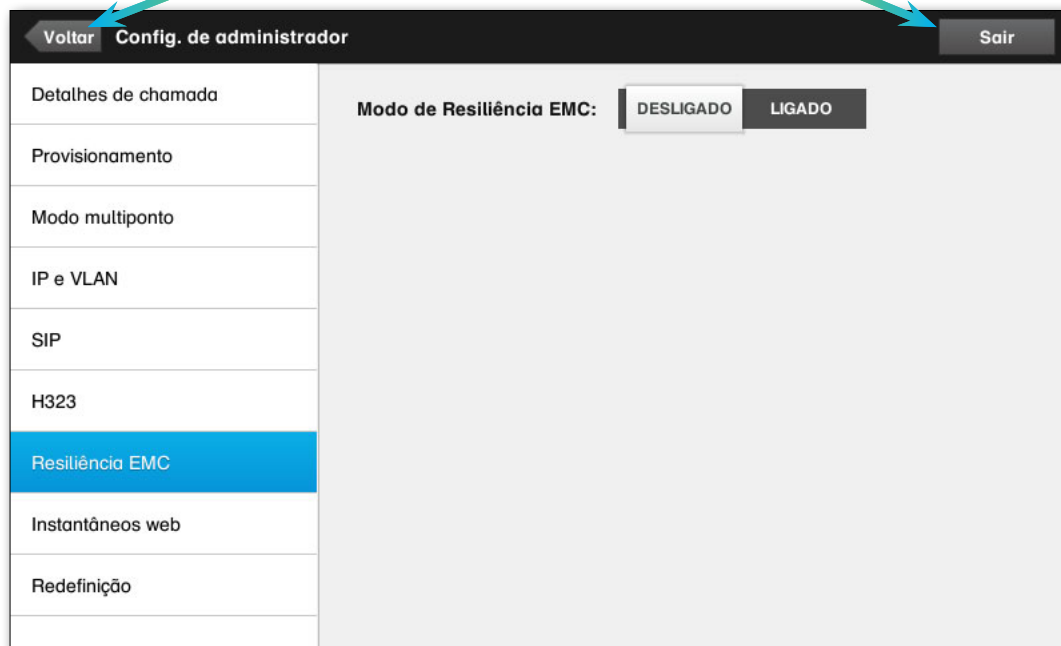 Voltar Config. de administrador Sair
Detalhes de chamada
Modo de Resiliência EMC: DESLIGADO LIGADO
Provisionamento
Modo multiponto
IP e VLAN
SIP
H323
Resiliência EMC
Instantâneos web
Redefinição